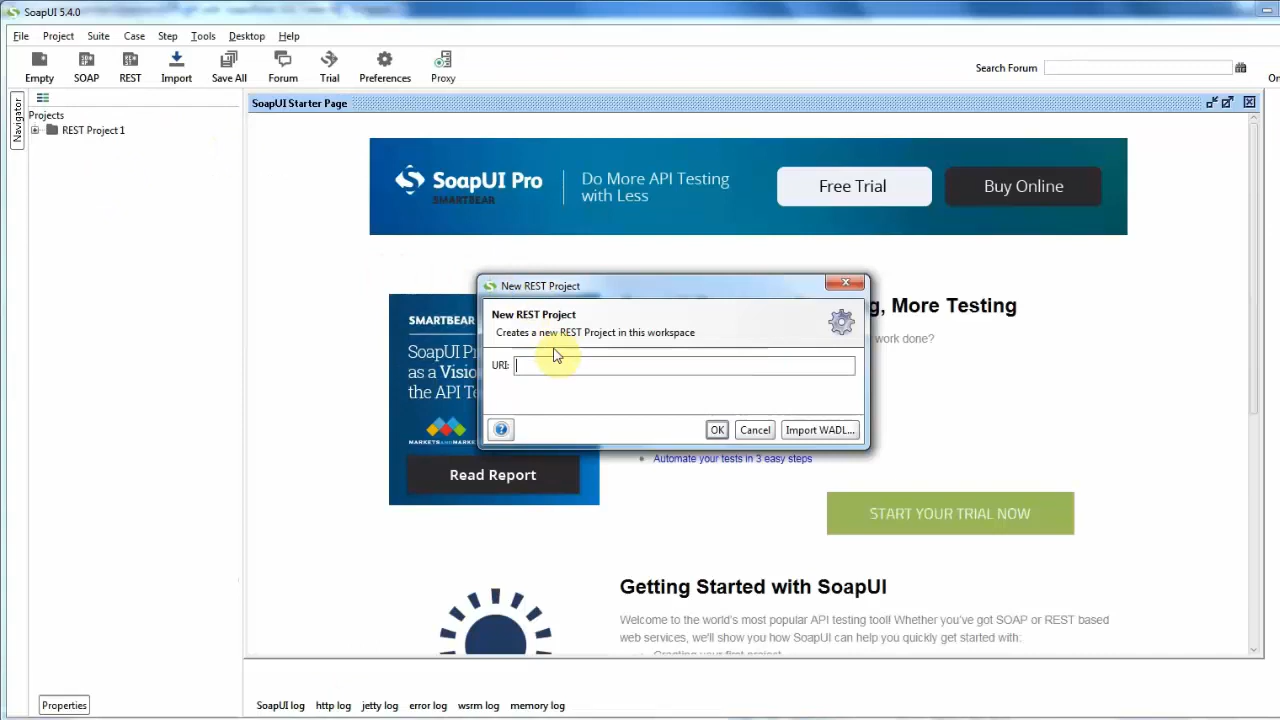 SoapUI 5.4.0
File Project Suite Case Step Tools Desktop Help
Empty SOAP REST Import Save All Forum Trial Preferences Proxy
Search Forum
Navigator
Projects
REST Project 1
SoapUI Starter Page
SoapUI Pro
SMARTBEAR
Do More API Testing
with Less
Free Trial
Buy Online
New REST Project
New REST Project
Creates a new REST Project in this workspace
URI:
OK Cancel Import WADL...
g, More Testing
work done?
SMARTBEAR
SoapUI P
as a Visio
the API T
MARKETSANDMARK
Read Report
Automate your tests in 3 easy steps
START YOUR TRIAL NOW
Getting Started with SoapUI
Welcome to the world's most popular API testing tool! Whether you've got SOAP or REST based
web services, we'll show you how SoapUI can help you quickly get started with:
Creating your first project
Properties
SoapUI log http log jetty log error log wsrm log memory log